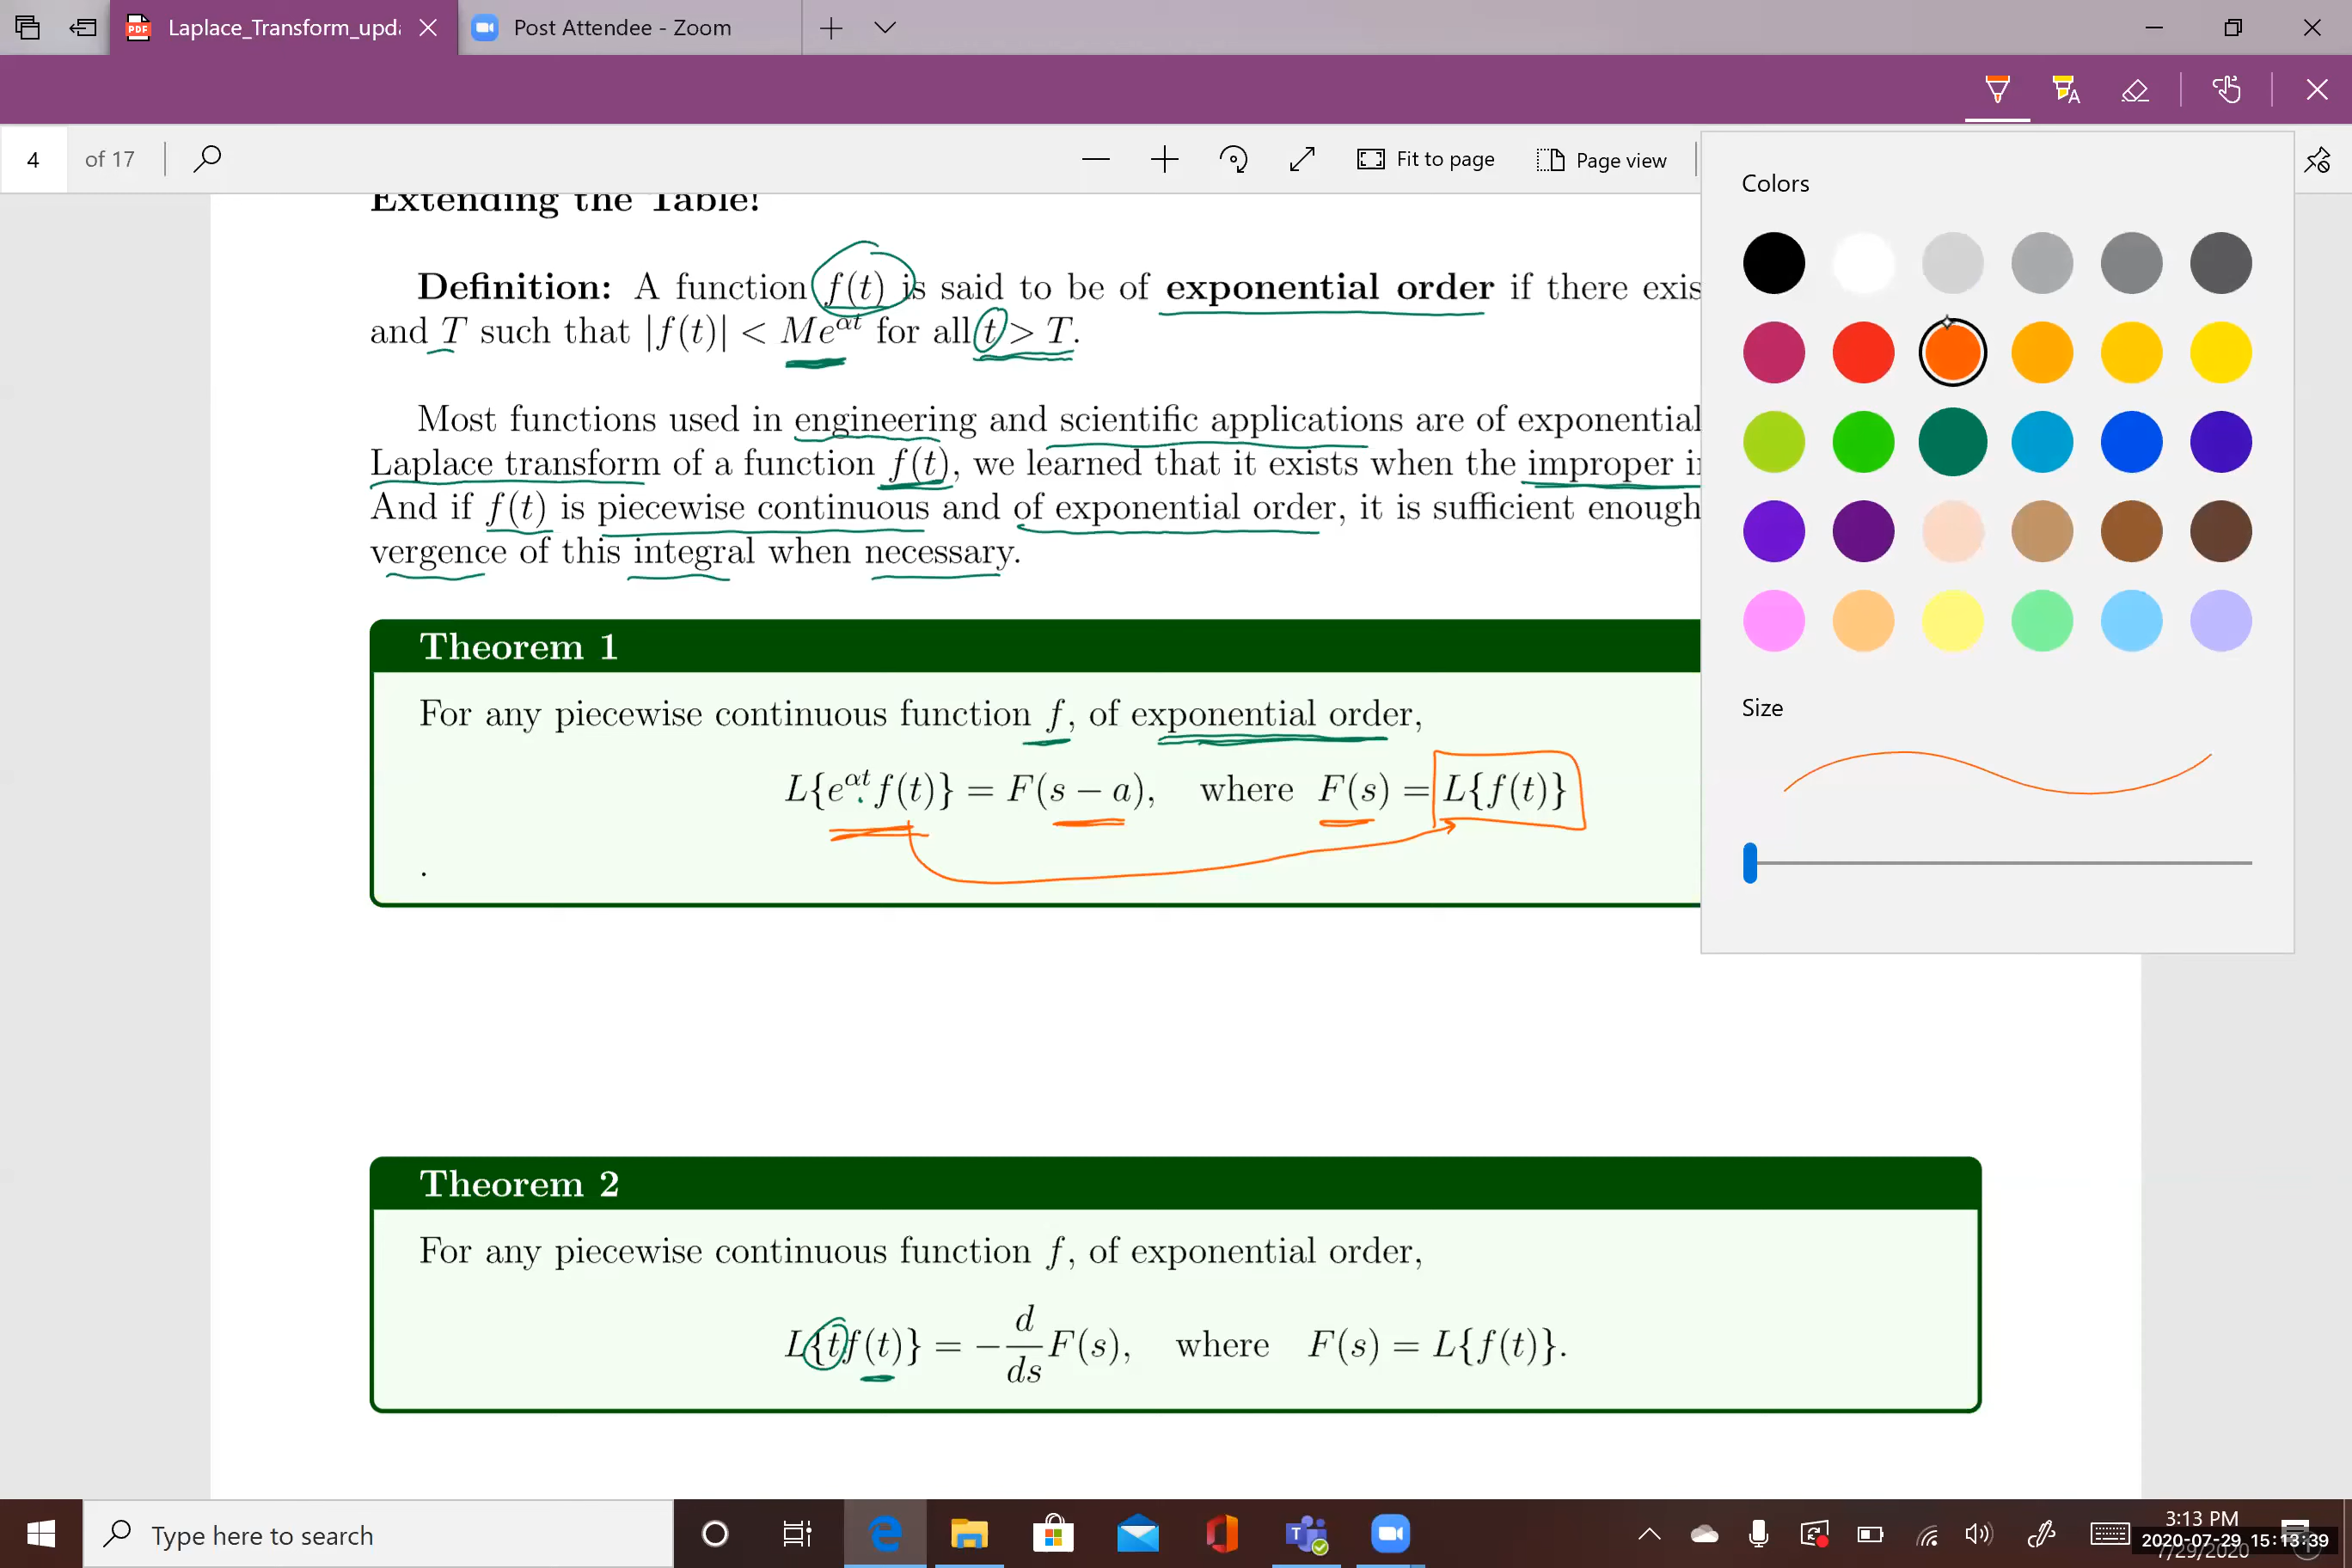 Laplace_Transform_upda
Post Attendee - Zoom
4 of 17
Fit to page
Page view
Extending the Table!
Definition: A function f(t) is said to be of exponential order if there exis
and T such that |f(t)| < Me^{αt} for all t > T.
Most functions used in engineering and scientific applications are of exponential
Laplace transform of a function f(t), we learned that it exists when the improper in
And if f(t) is piecewise continuous and of exponential order, it is sufficient enough
vergence of this integral when necessary.
Theorem 1
For any piecewise continuous function f, of exponential order,
L{e^{αt} f(t)} = F(s − a), where F(s) = L{f(t)}
.
Theorem 2
For any piecewise continuous function f, of exponential order,
L{tf(t)} = −\frac{d}{ds}F(s), where F(s) = L{f(t)}.
Colors
Size
Type here to search
3:13 PM
7/29/2020
2020-07-29 15:13:39